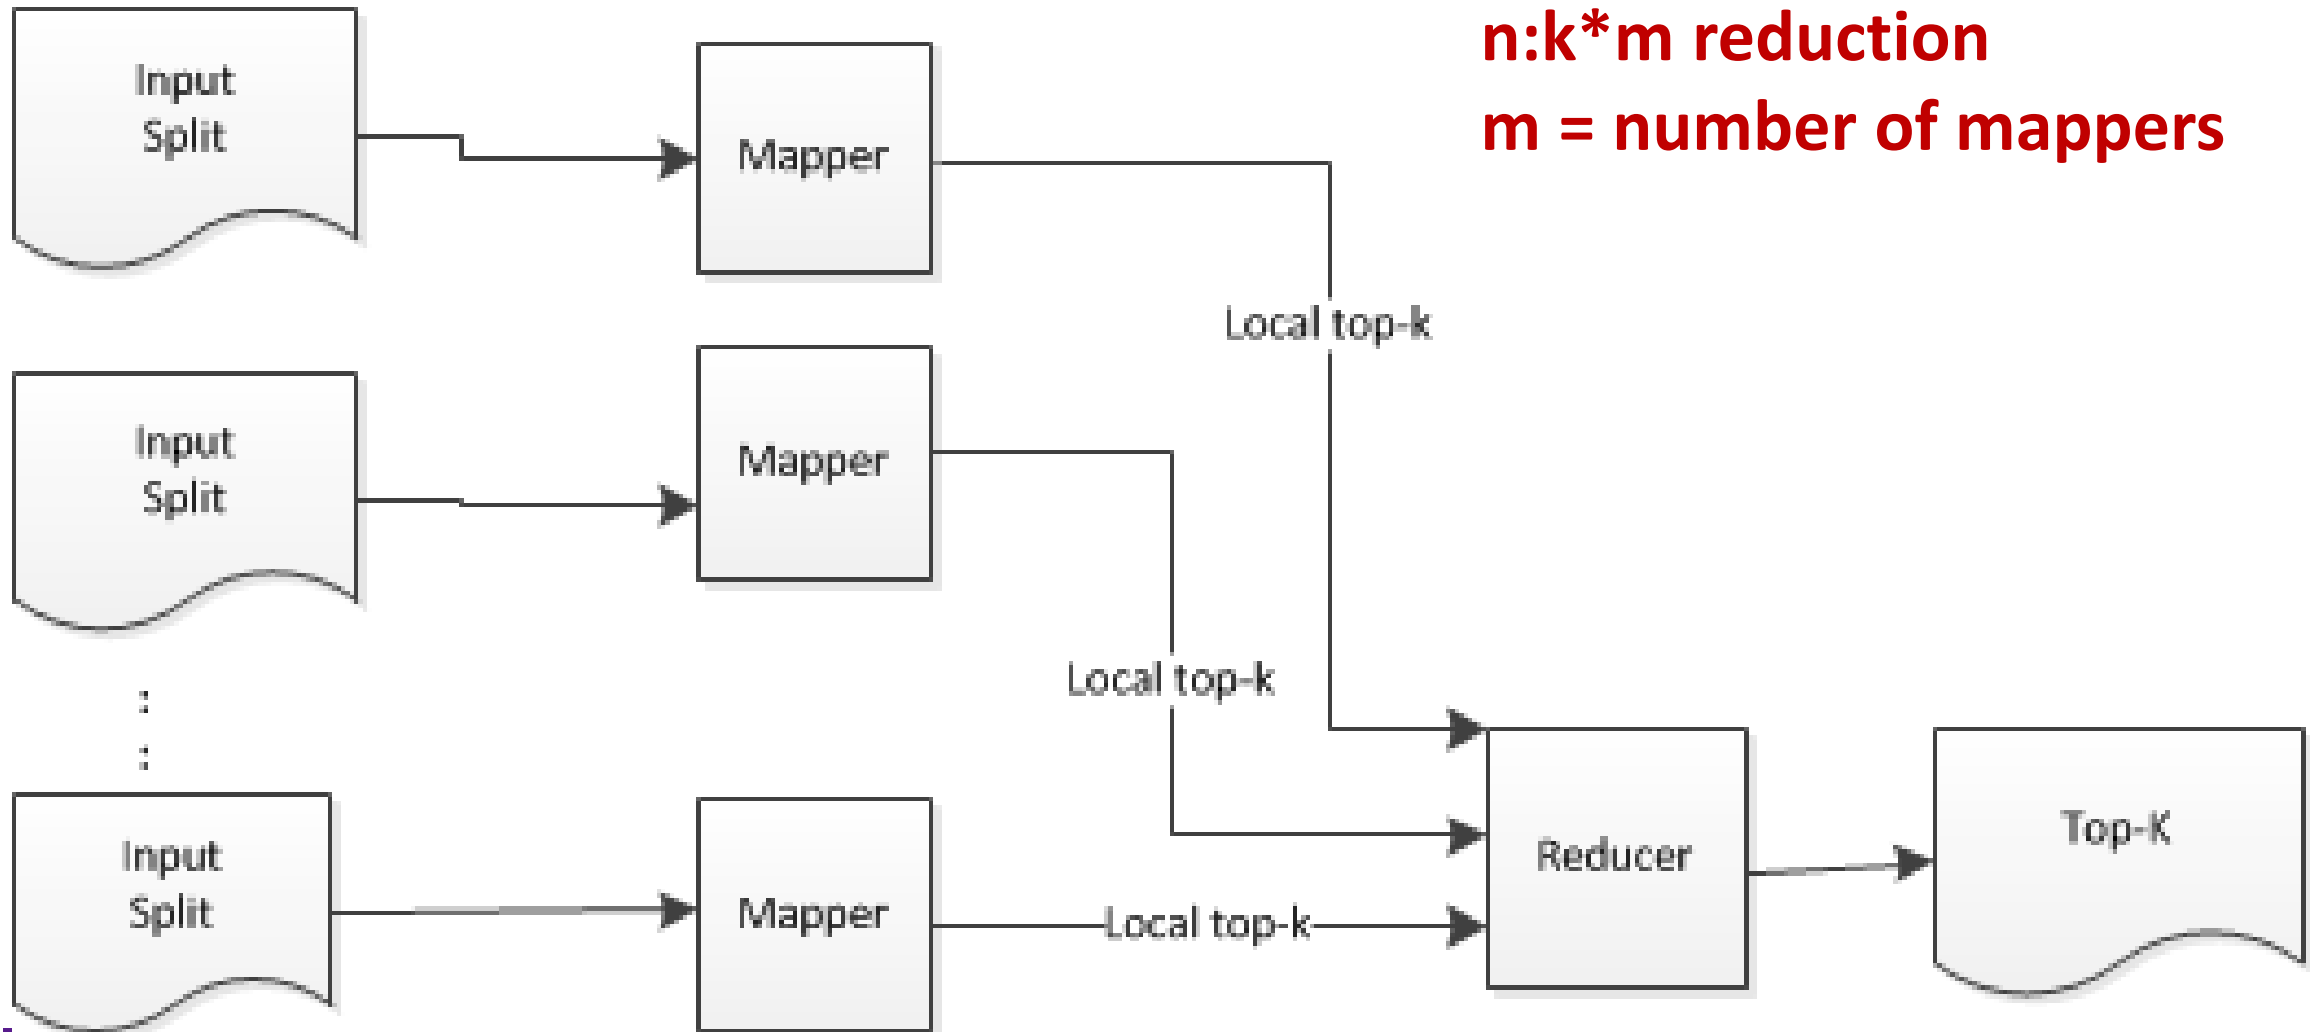 n:k*m reduction
m = number of mappers
Input
Split
Mapper
Local top-k
Input
Split
Mapper
Local top-k
:
:
Input
Split
Mapper
Local top-k
Reducer
Top-K